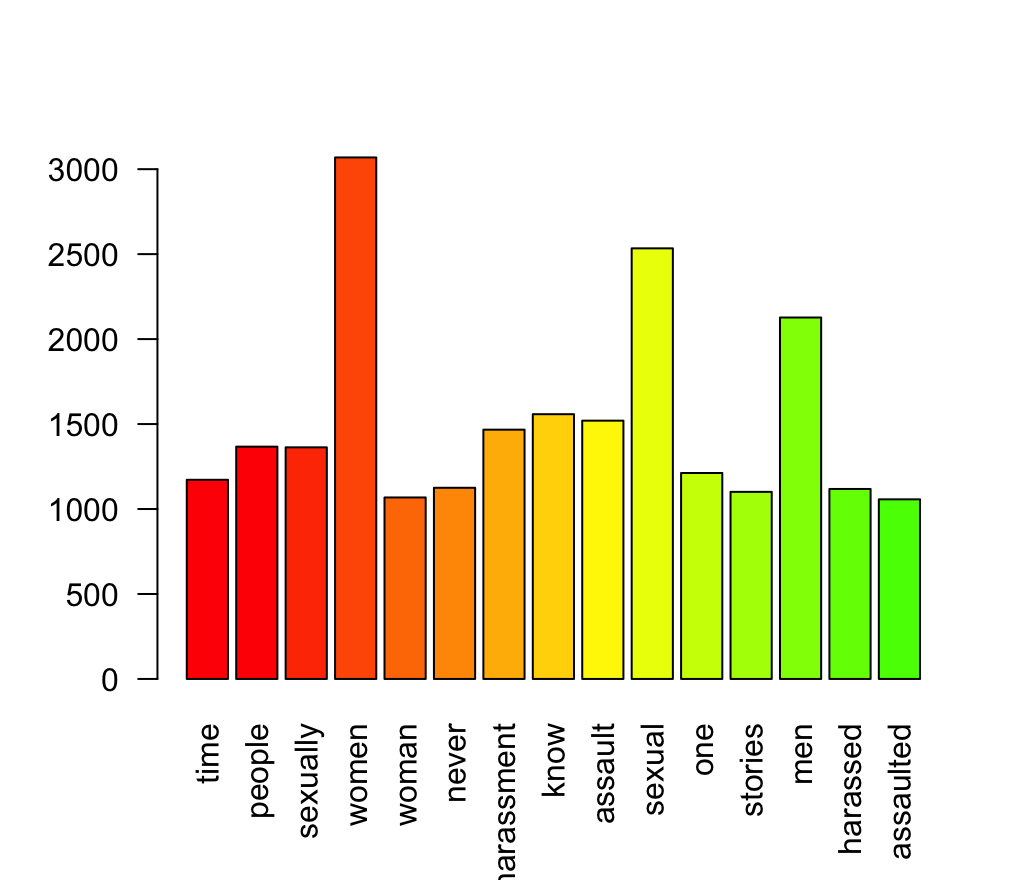 3000
2500
2000
1500
1000
500
0
time
people
sexually
women
woman
never
harassment
know
assault
sexual
one
stories
men
harassed
assaulted